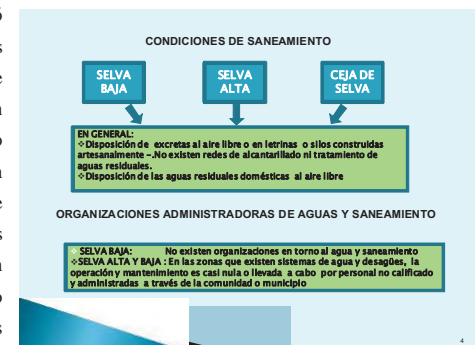 CONDICIONES DE SANEAMIENTO
SELVA
BAJA
SELVA
ALTA
CEJA DE
SELVA
EN GENERAL:
❖Disposición de excretas al aire libre o en letrinas o silos construidas
artesanalmente -.No existen redes de alcantarillado ni tratamiento de
aguas residuales.
❖Disposición de las aguas residuales domésticas al aire libre
ORGANIZACIONES ADMINISTRADORAS DE AGUAS Y SANEAMIENTO
❖ SELVA BAJA: No existen organizaciones en torno al agua y saneamiento
❖SELVA ALTA Y BAJA : En las zonas que existen sistemas de agua y desagües, la
operación y mantenimiento es casi nula o llevada a cabo por personal no calificado
y administradas a través de la comunidad o municipio
4